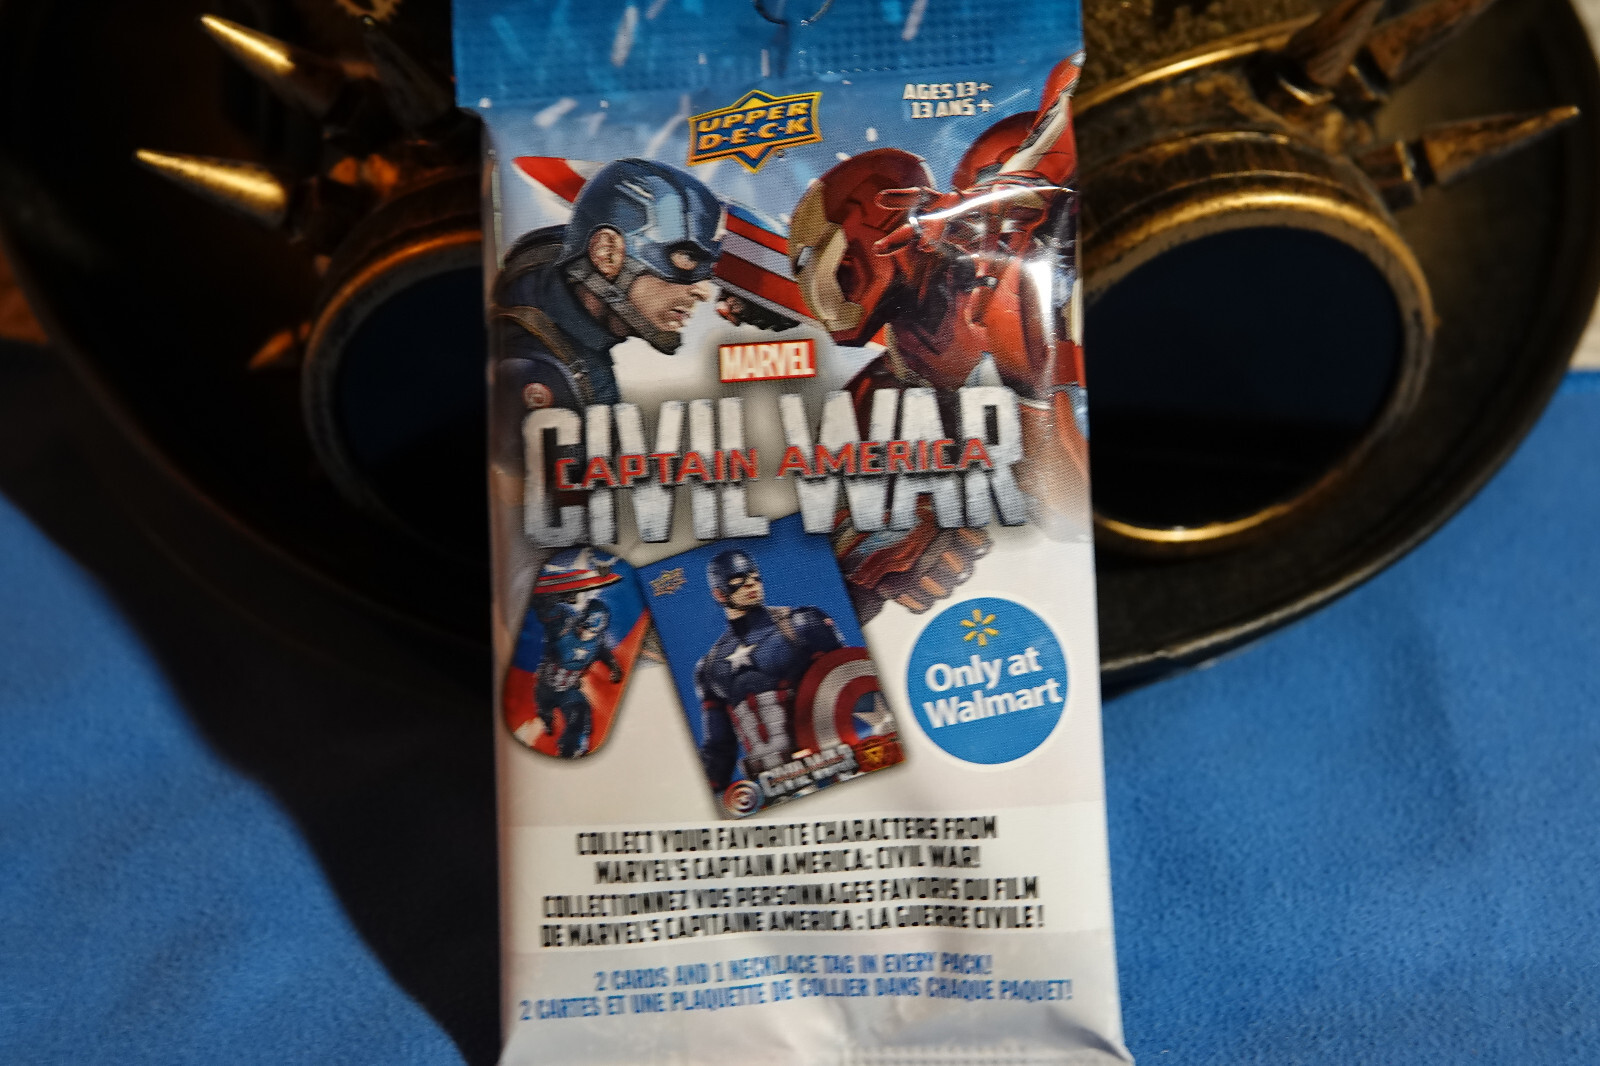 UPPER
D·E·C·K
AGES 13+
13 ANS +
MARVEL
CIVIL WAR
CAPTAIN AMERICA
CIVIL WAR
Only at
Walmart
COLLECT YOUR FAVORITE CHARACTERS FROM
MARVEL'S CAPTAIN AMERICA: CIVIL WAR!
COLLECTIONNEZ VOS PERSONNAGES FAVORIS DU FILM
DE MARVEL'S CAPITAINE AMERICA : LA GUERRE CIVILE !
2 CARDS AND 1 NECKLACE TAG IN EVERY PACK!
2 CARTES ET UNE PLAQUETTE DE COLLIER DANS CHAQUE PAQUET!